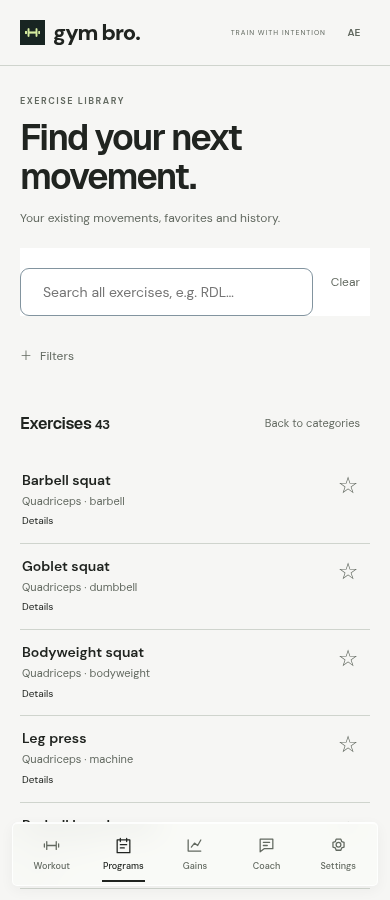 gym bro.
TRAIN WITH INTENTION
AE
EXERCISE LIBRARY
Find your next
movement.
Your existing movements, favorites and history.
Search all exercises, e.g. RDL...
Clear
+ Filters
Exercises 43
Back to categories
Barbell squat
Quadriceps · barbell
Details
Goblet squat
Quadriceps · dumbbell
Details
Bodyweight squat
Quadriceps · bodyweight
Details
Leg press
Quadriceps · machine
Details
Workout
Programs
Gains
Coach
Settings